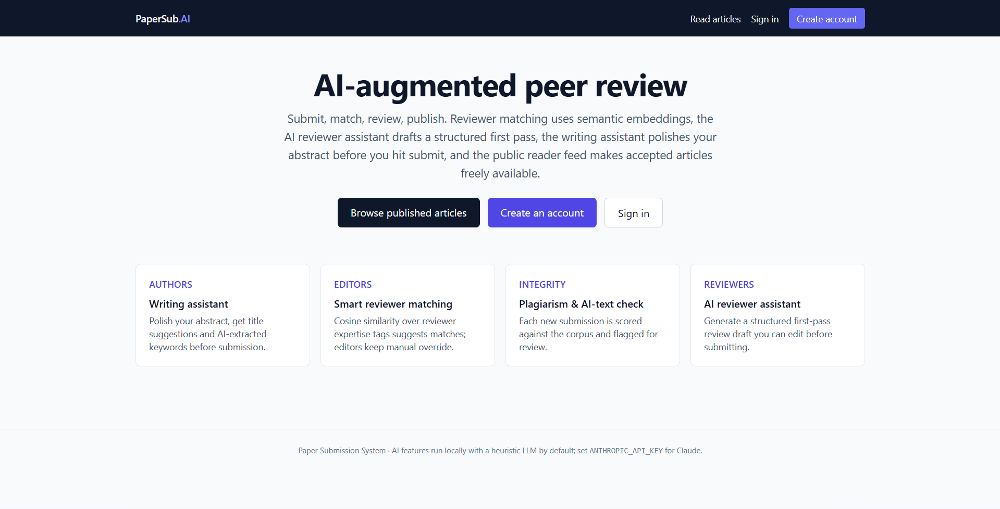 PaperSub.AI
Read articles
Sign in
Create account
AI-augmented peer review
Submit, match, review, publish. Reviewer matching uses semantic embeddings, the
AI reviewer assistant drafts a structured first pass, the writing assistant polishes your
abstract before you hit submit, and the public reader feed makes accepted articles
freely available.
Browse published articles
Create an account
Sign in
AUTHORS
Writing assistant
Polish your abstract, get title
suggestions and AI-extracted
keywords before submission.
EDITORS
Smart reviewer matching
Cosine similarity over reviewer
expertise tags suggests matches;
editors keep manual override.
INTEGRITY
Plagiarism & AI-text check
Each new submission is scored
against the corpus and flagged for
review.
REVIEWERS
AI reviewer assistant
Generate a structured first-pass
review draft you can edit before
submitting.
Paper Submission System · AI features run locally with a heuristic LLM by default; set ANTHROPIC_API_KEY for Claude.